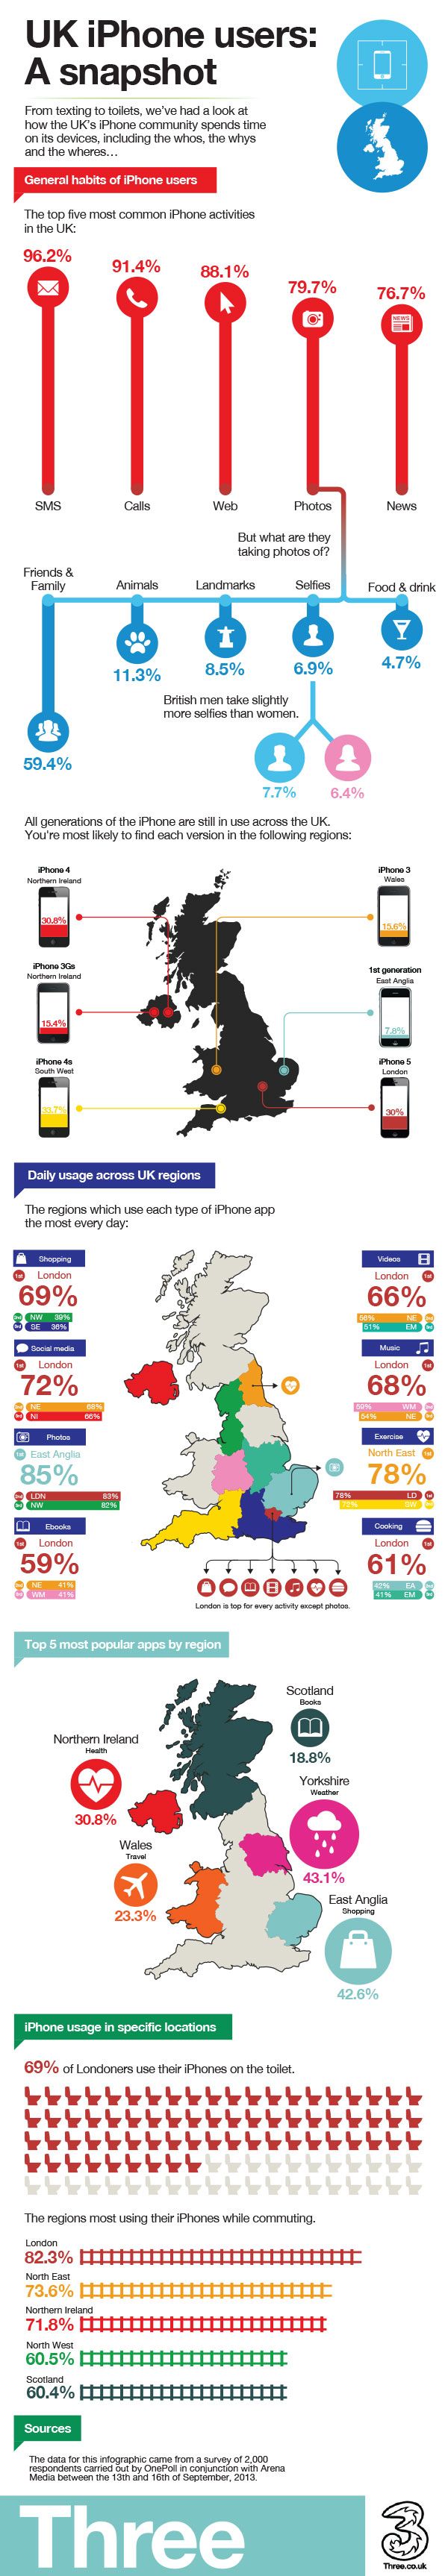 UK iPhone users:
A snapshot
From texting to toilets, we've had a look at
how the UK's iPhone community spends time
on its devices, including the whos, the whys
and the wheres...
General habits of iPhone users
The top five most common iPhone activities
in the UK:
96.2%
91.4%
88.1%
79.7%
76.7%
NEWS
SMS
Calls
Web
Photos
News
But what are they
taking photos of?
Friends &
Family
Animals
Landmarks
Selfies
Food & drink
59.4%
11.3%
8.5%
6.9%
4.7%
British men take slightly
more selfies than women.
7.7%
6.4%
All generations of the iPhone are still in use across the UK.
You're most likely to find each version in the following regions:
iPhone 4
Northern Ireland
30.8%
iPhone 3
Wales
15.6%
iPhone 3Gs
Northern Ireland
15.4%
1st generation
East Anglia
7.8%
iPhone 4s
South West
33.7%
iPhone 5
London
30%
Daily usage across UK regions
The regions which use each type of iPhone app
the most every day:
Shopping
1st London
69%
2nd NW 39%
3rd SE 36%
Videos
London 1st
66%
56% NE
51% EM
Social media
1st London
72%
2nd NE 68%
3rd NI 66%
Music
London 1st
68%
59% WM
54% NE
Photos
1st East Anglia
85%
2nd LDN 83%
3rd NW 82%
Exercise
North East 1st
78%
78% LD
72% SW
Ebooks
1st London
59%
2nd NE 41%
3rd WM 41%
Cooking
London 1st
61%
42% EA
41% EM
London is top for every activity except photos.
Top 5 most popular apps by region
Scotland
Books
18.8%
Northern Ireland
Health
30.8%
Yorkshire
Weather
43.1%
Wales
Travel
23.3%
East Anglia
Shopping
42.6%
iPhone usage in specific locations
69% of Londoners use their iPhones on the toilet.
The regions most using their iPhones while commuting.
London
82.3%
North East
73.6%
Northern Ireland
71.8%
North West
60.5%
Scotland
60.4%
Sources
The data for this infographic came from a survey of 2,000
respondents carried out by OnePoll in conjunction with Arena
Media between the 13th and 16th of September, 2013.
Three
3
Three.co.uk